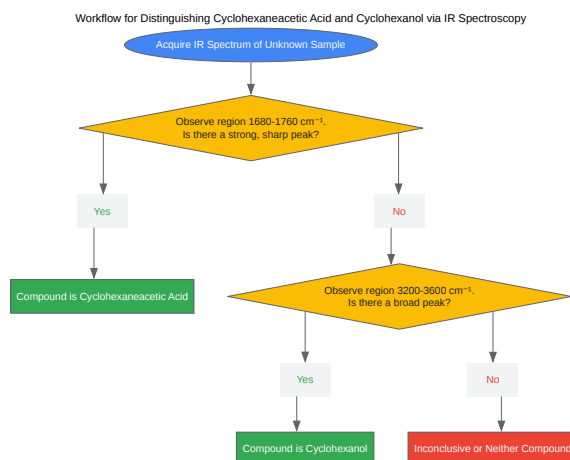 Workflow for Distinguishing Cyclohexaneacetic Acid and Cyclohexanol via IR Spectroscopy
Acquire IR Spectrum of Unknown Sample
Observe region 1680-1760 cm⁻¹.
Is there a strong, sharp peak?
Yes
No
Compound is Cyclohexaneacetic Acid
Observe region 3200-3600 cm⁻¹.
Is there a broad peak?
Yes
No
Compound is Cyclohexanol
Inconclusive or Neither Compound